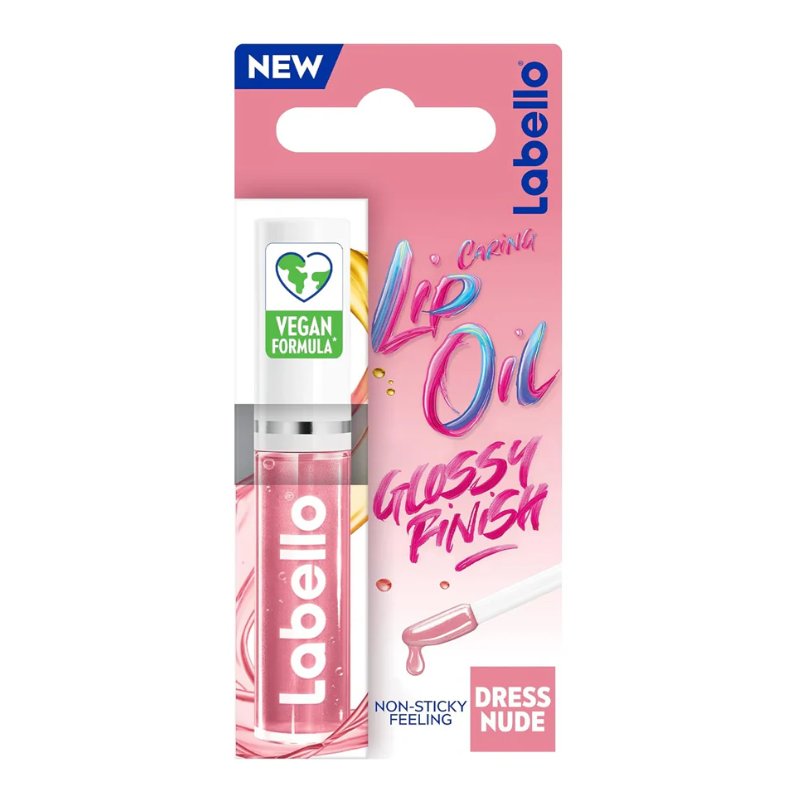 NEW
Labello®
CARING
LIP
OIL
GLOSSY
FINISH
VEGAN
FORMULA*
Labello®
NON-STICKY
FEELING
DRESS
NUDE